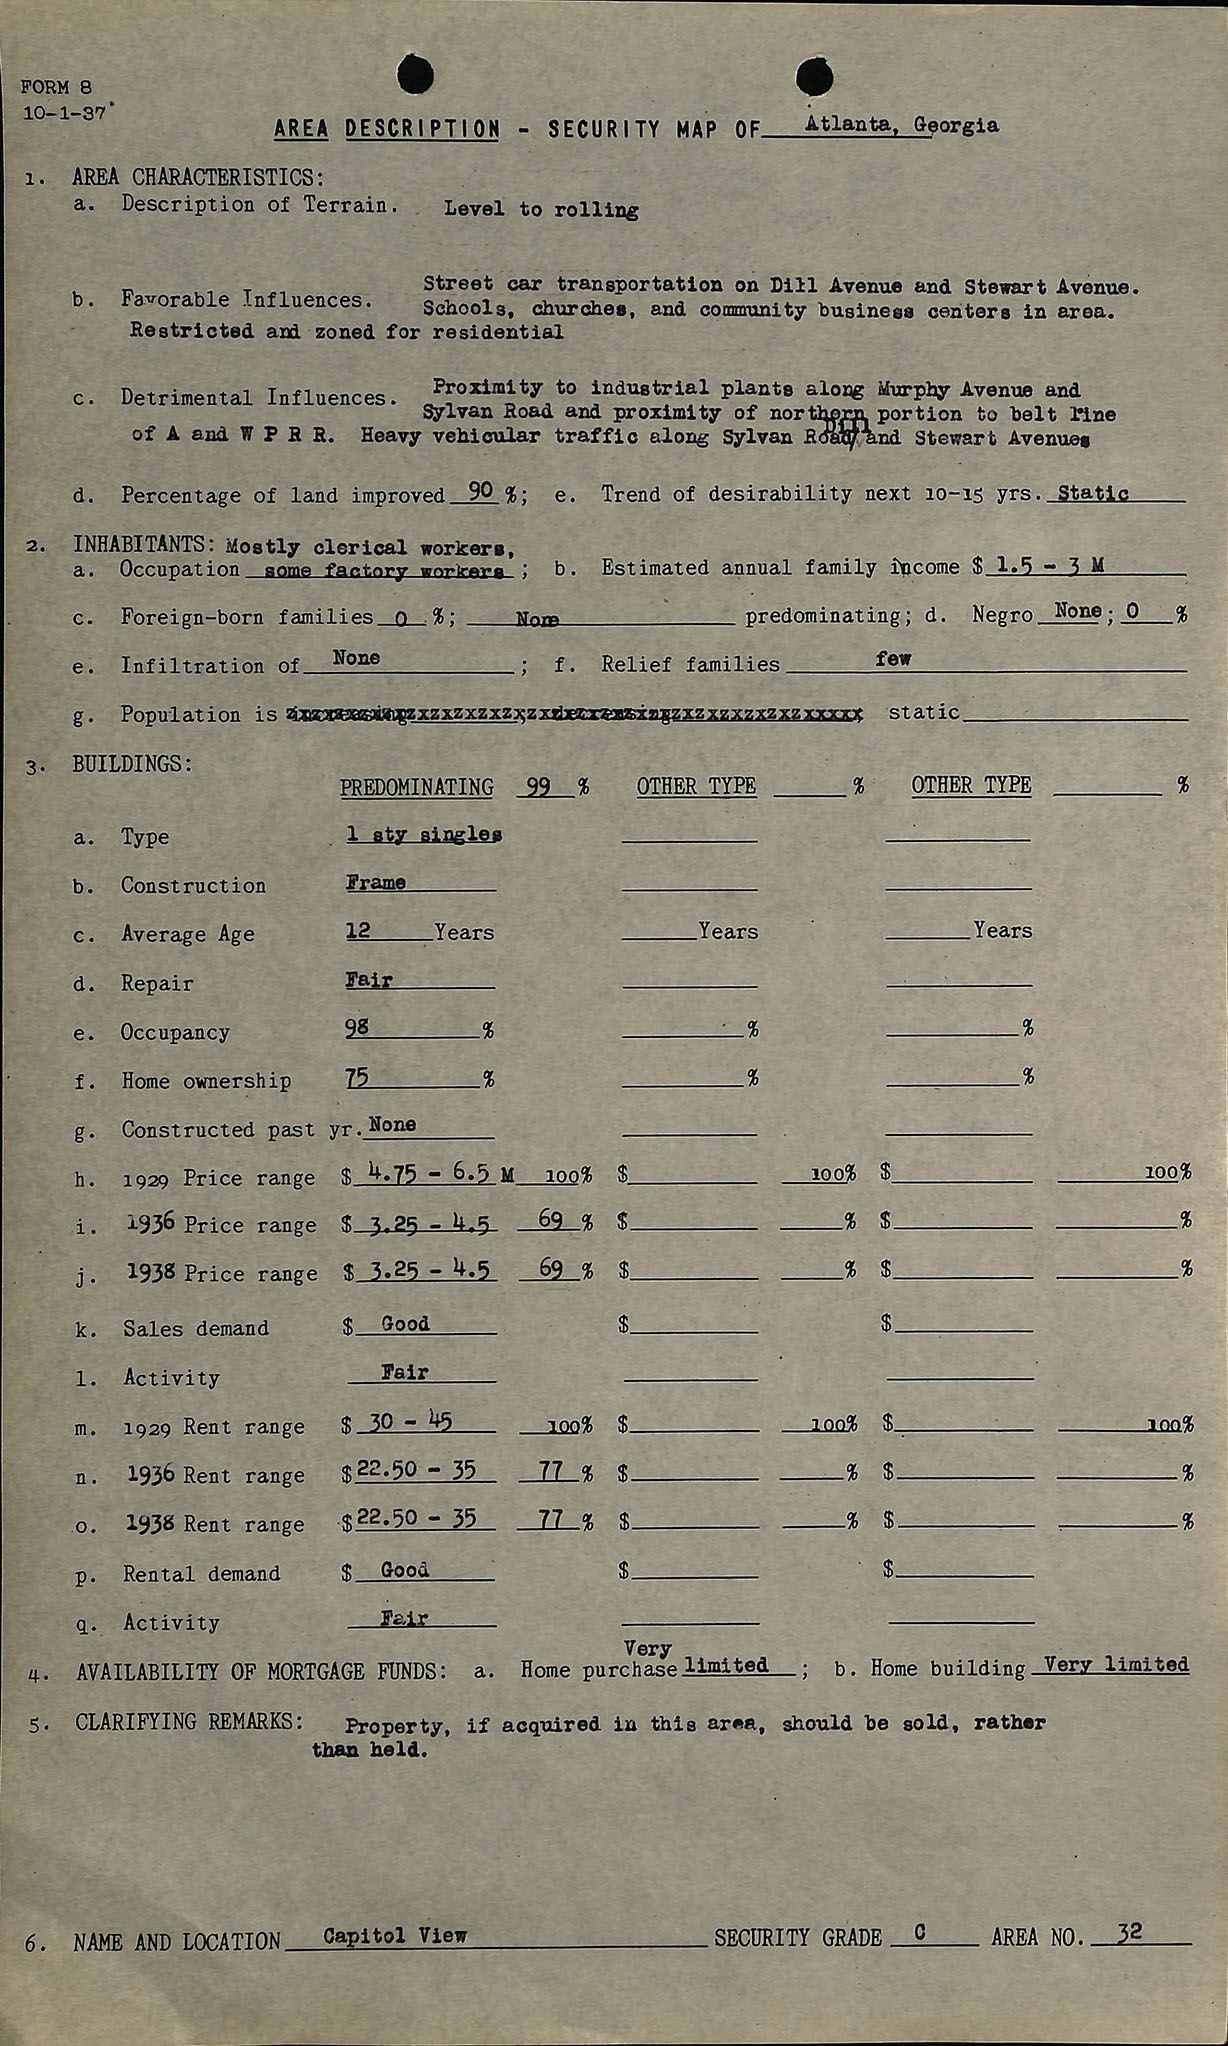 FORM 8
10-1-37
AREA DESCRIPTION - SECURITY MAP OF Atlanta, Georgia
1. AREA CHARACTERISTICS:
a. Description of Terrain. Level to rolling
Street car transportation on Dill Avenue and Stewart Avenue.
b. Favorable Influences. Schools, churches, and community business centers in area.
Restricted and zoned for residential
Proximity to industrial plants along Murphy Avenue and
c. Detrimental Influences. Sylvan Road and proximity of northern portion to belt line
Dill
of A and W P R R. Heavy vehicular traffic along Sylvan Road/and Stewart Avenues
d. Percentage of land improved 90 %; e. Trend of desirability next 10-15 yrs. Static
2. INHABITANTS: Mostly clerical workers,
a. Occupation some factory workers; b. Estimated annual family income $ 1.5 - 3 M
c. Foreign-born families 0 %; None predominating; d. Negro None; 0 %
e. Infiltration of None; f. Relief families few
g. Population is static
3. BUILDINGS:
PREDOMINATING 99 % OTHER TYPE % OTHER TYPE %
a. Type 1 sty singles
b. Construction Frame
c. Average Age 12 Years Years Years
d. Repair Fair
e. Occupancy 98 % % %
f. Home ownership 75 % % %
g. Constructed past yr. None
h. 1929 Price range $ 4.75 - 6.5 M 100% $ 100% $ 100%
i. 1936 Price range $ 3.25 - 4.5 69 % $ % $ %
j. 1938 Price range $ 3.25 - 4.5 69 % $ % $ %
k. Sales demand $ Good $ $
l. Activity Fair
m. 1929 Rent range $ 30 - 45 100% $ 100% $ 100%
n. 1936 Rent range $ 22.50 - 35 77 % $ % $ %
o. 1938 Rent range $ 22.50 - 35 77 % $ % $ %
p. Rental demand $ Good $ $
q. Activity Fair
Very
4. AVAILABILITY OF MORTGAGE FUNDS: a. Home purchase limited; b. Home building Very limited
5. CLARIFYING REMARKS: Property, if acquired in this area, should be sold, rather
than held.
6. NAME AND LOCATION Capitol View SECURITY GRADE C AREA NO. 32